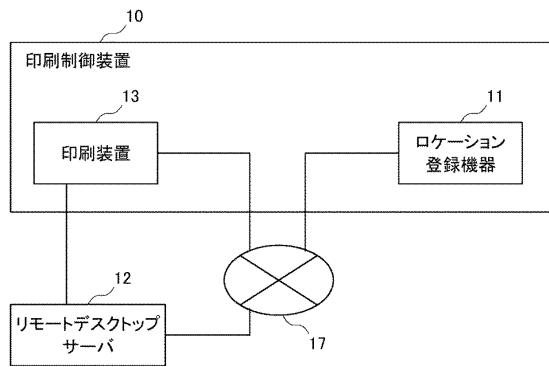 10
印刷制御装置
13
印刷装置
11
ロケーション
登録機器
12
リモートデスクトップ
サーバ
17